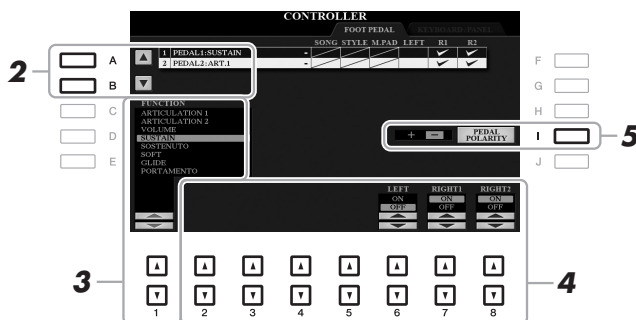 CONTROLLER
FOOT PEDAL KEYBOARD/PANEL
SONG STYLE M.PAD LEFT R1 R2
1 PEDAL1:SUSTAIN -
2 PEDAL2:ART.1 -
2
A
B
C
D
E
F
G
H
I
J
FUNCTION
ARTICULATION 1
ARTICULATION 2
VOLUME
SUSTAIN
SOSTENUTO
SOFT
GLIDE
PORTAMENTO
+ - PEDAL POLARITY
5
LEFT RIGHT1 RIGHT2
ON ON ON
OFF OFF OFF
3
4
1 2 3 4 5 6 7 8